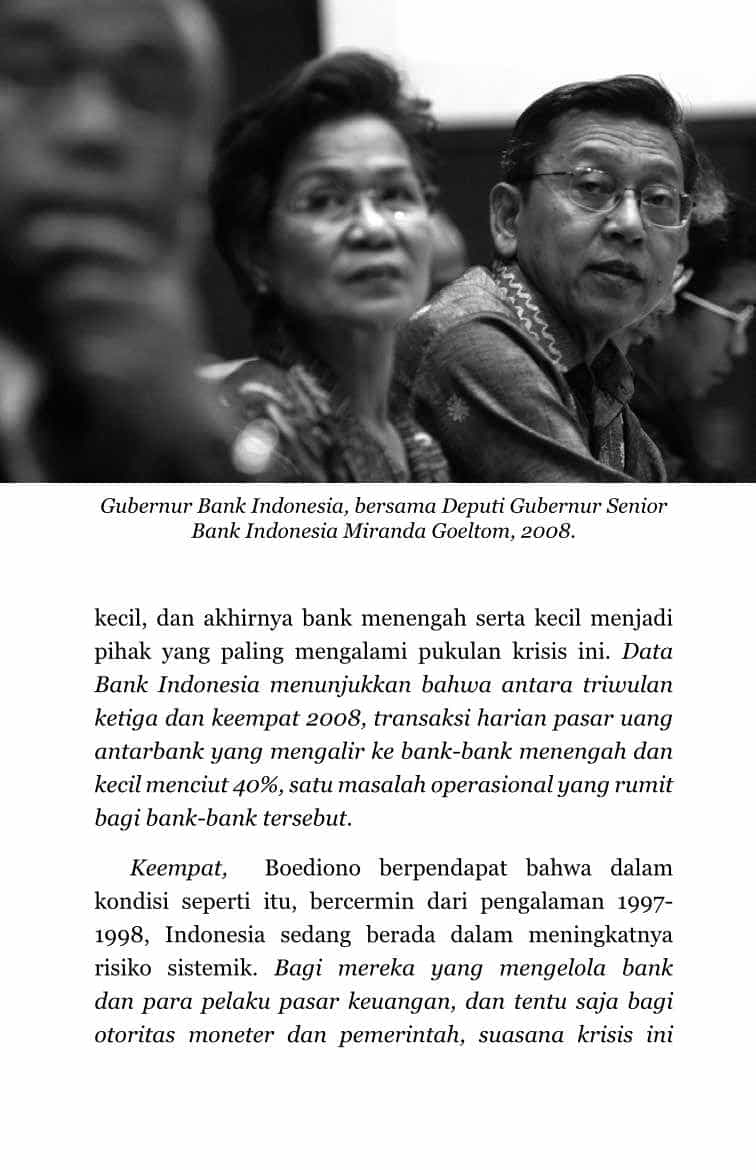 Gubernur Bank Indonesia, bersama Deputi Gubernur Senior
Bank Indonesia Miranda Goeltom, 2008.
kecil, dan akhirnya bank menengah serta kecil menjadi
pihak yang paling mengalami pukulan krisis ini. Data
Bank Indonesia menunjukkan bahwa antara triwulan
ketiga dan keempat 2008, transaksi harian pasar uang
antarbank yang mengalir ke bank-bank menengah dan
kecil menciut 40%, satu masalah operasional yang rumit
bagi bank-bank tersebut.
Keempat, Boediono berpendapat bahwa dalam
kondisi seperti itu, bercermin dari pengalaman 1997-
1998, Indonesia sedang berada dalam meningkatnya
risiko sistemik. Bagi mereka yang mengelola bank
dan para pelaku pasar keuangan, dan tentu saja bagi
otoritas moneter dan pemerintah, suasana krisis ini